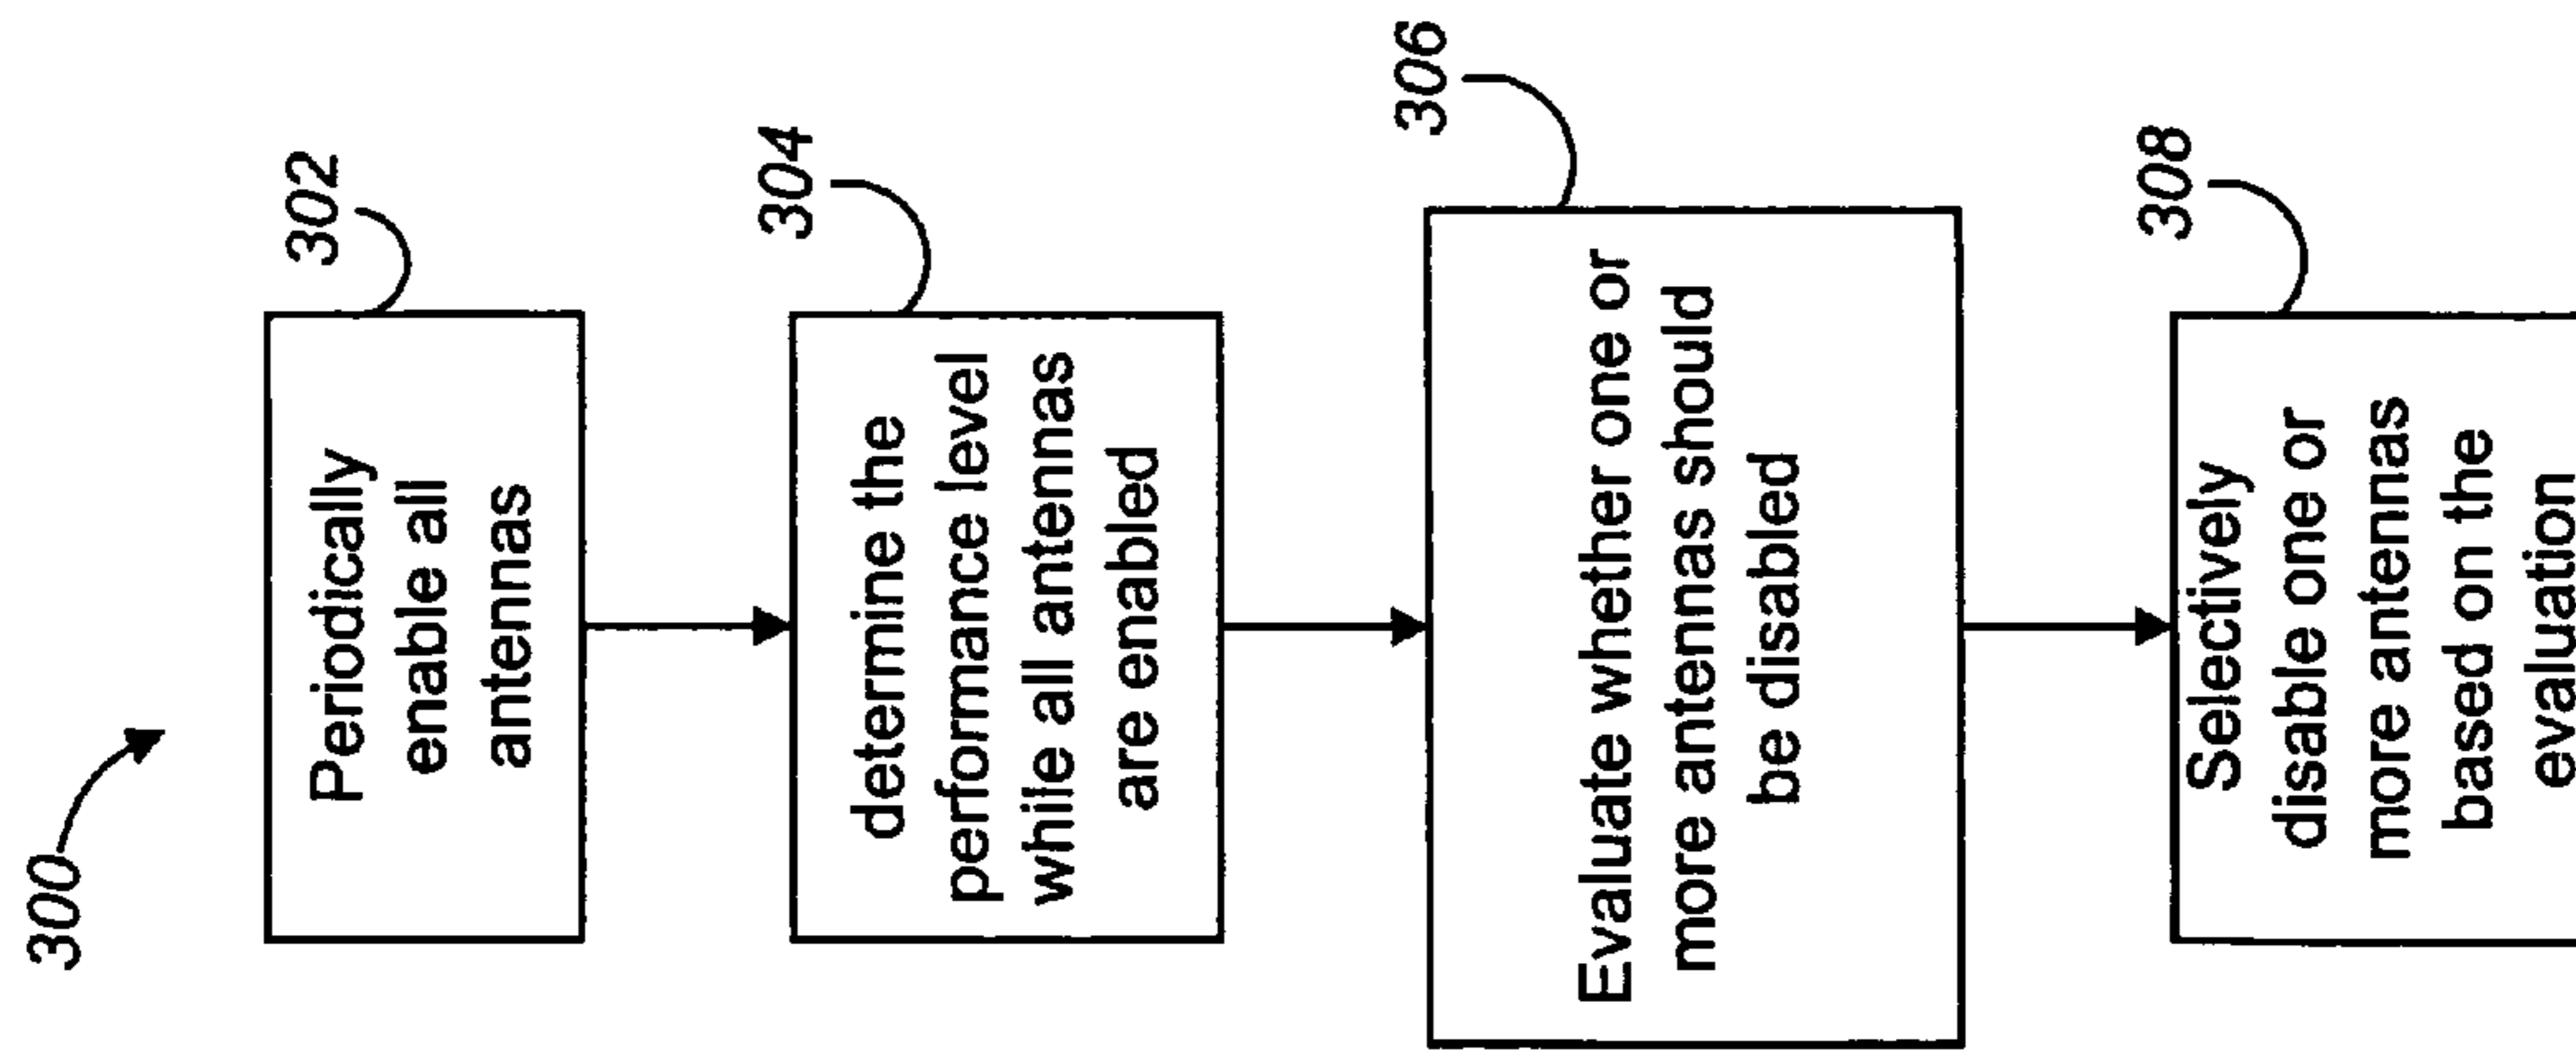 300
302
Periodically
enable all
antennas
304
determine the
performance level
while all antennas
are enabled
306
Evaluate whether one or
more antennas should
be disabled
308
Selectively
disable one or
more antennas
based on the
evaluation